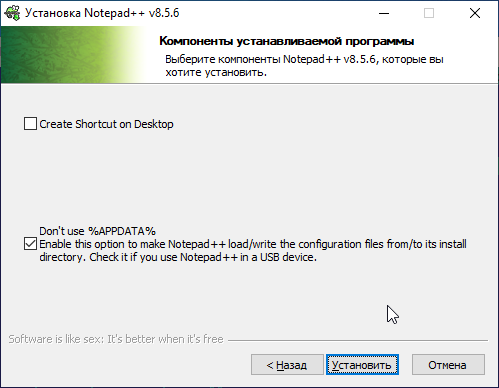 Установка Notepad++ v8.5.6
Компоненты устанавливаемой программы
Выберите компоненты Notepad++ v8.5.6, которые вы
хотите установить.
Create Shortcut on Desktop
Don't use %APPDATA%
Enable this option to make Notepad++ load/write the configuration files from/to its install
directory. Check it if you use Notepad++ in a USB device.
Software is like sex: It's better when it's free
< Назад
Установить
Отмена